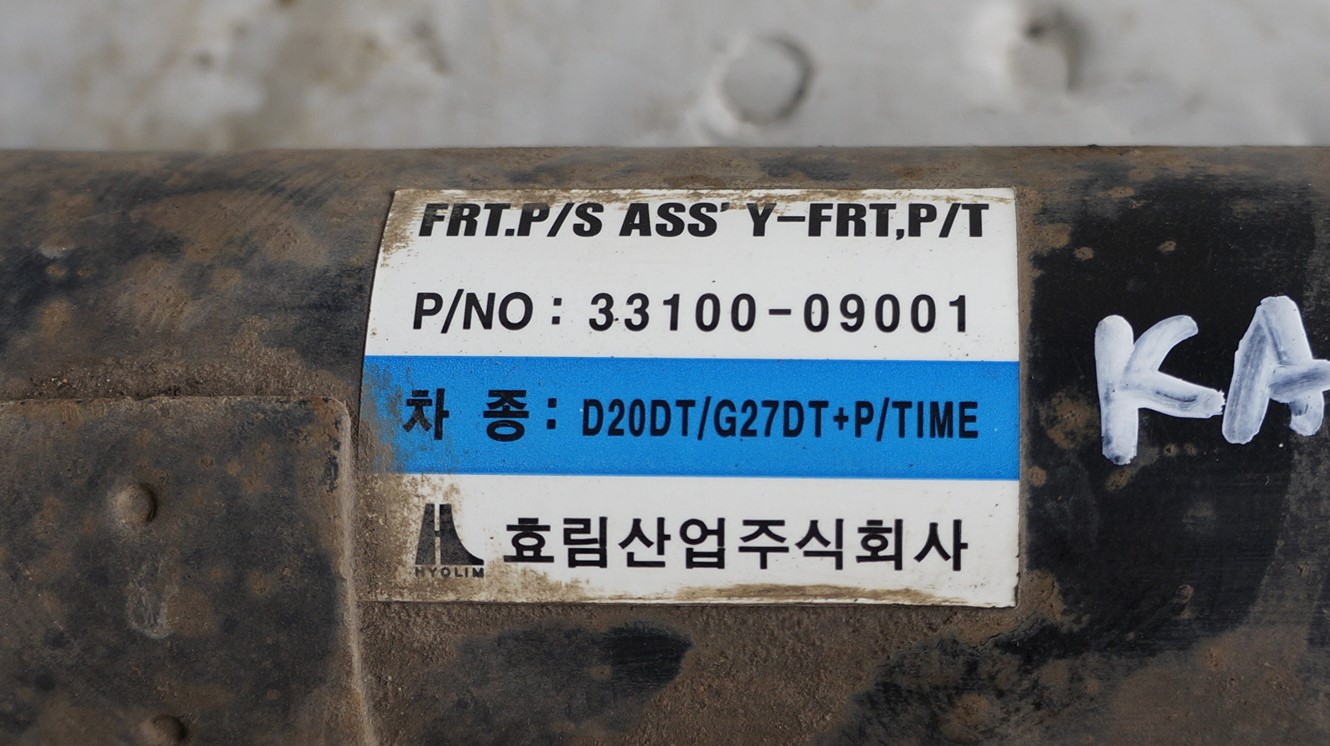 FRT.P/S ASS' Y-FRT,P/T
P/NO : 33100-09001
차 종 : D20DT/G27DT+P/TIME
HYOLIM 효림산업주식회사
KA